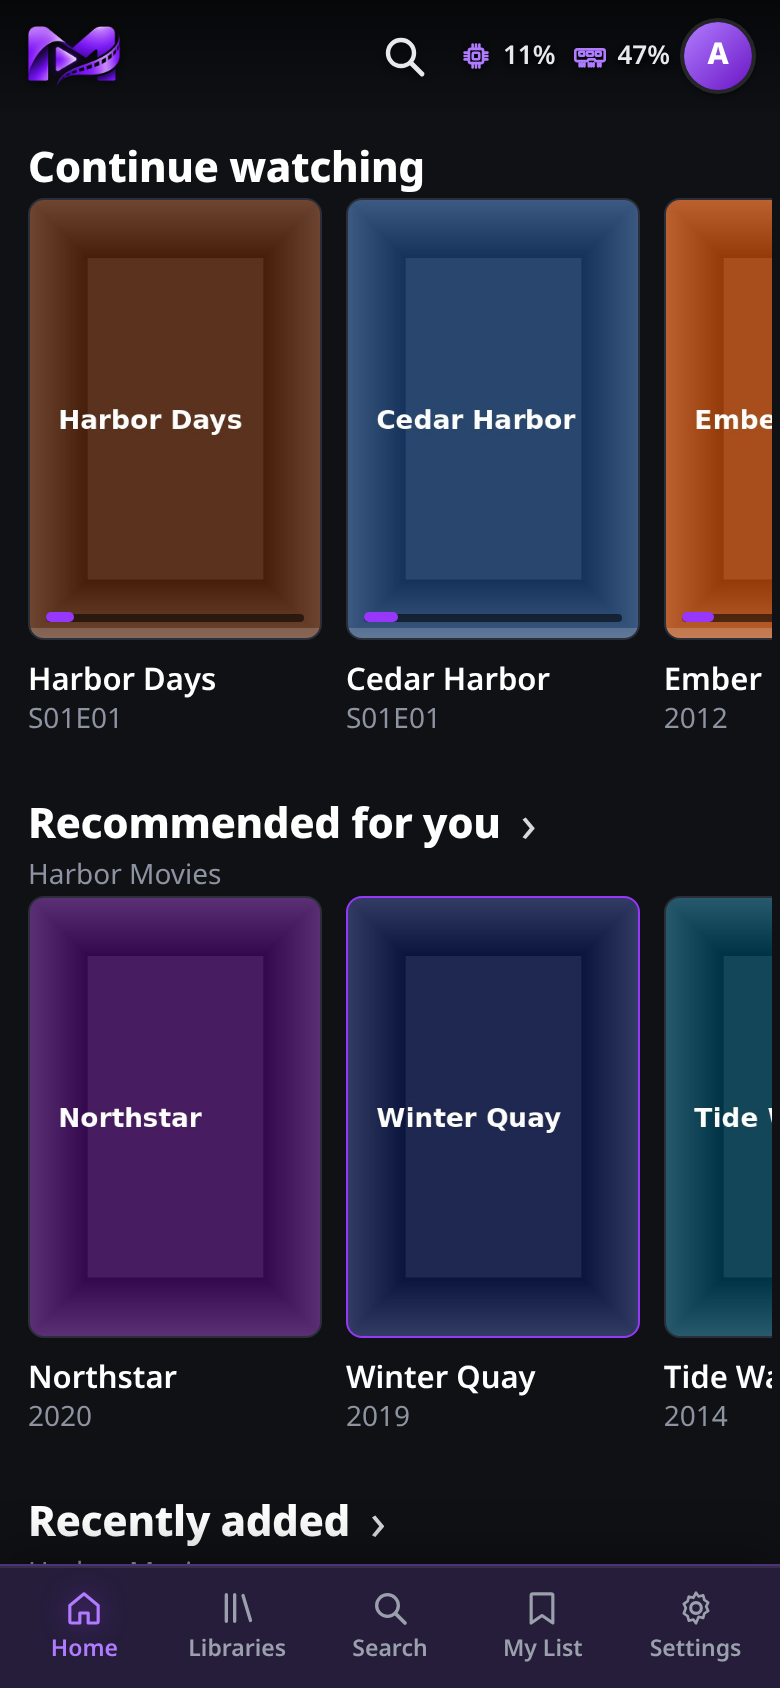 11% 47% A
Continue watching
Harbor Days Cedar Harbor
Harbor Days Cedar Harbor Ember
S01E01 S01E01 2012
Recommended for you ›
Harbor Movies
Northstar Winter Quay Tide
Northstar Winter Quay Tide
2020 2019 2014
Recently added ›
Home Libraries Search My List Settings